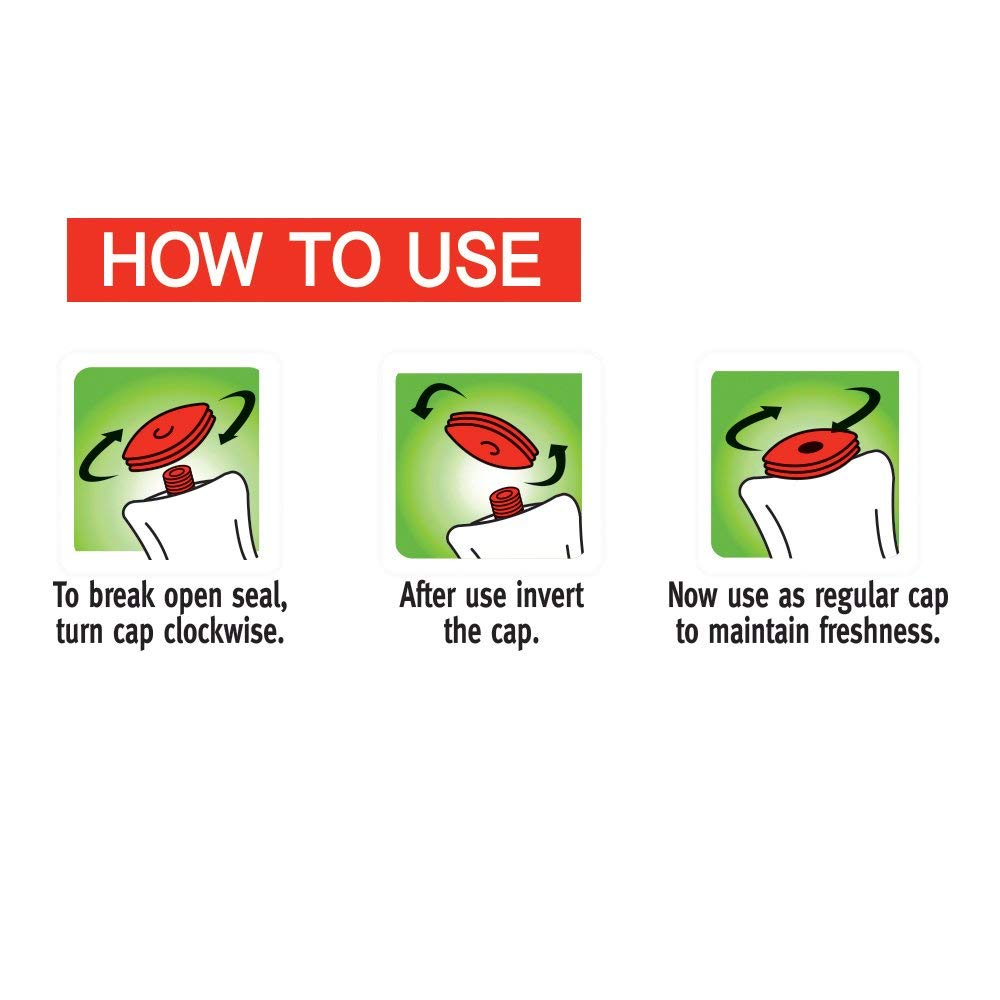 HOW TO USE
To break open seal,
turn cap clockwise.
After use invert
the cap.
Now use as regular cap
to maintain freshness.